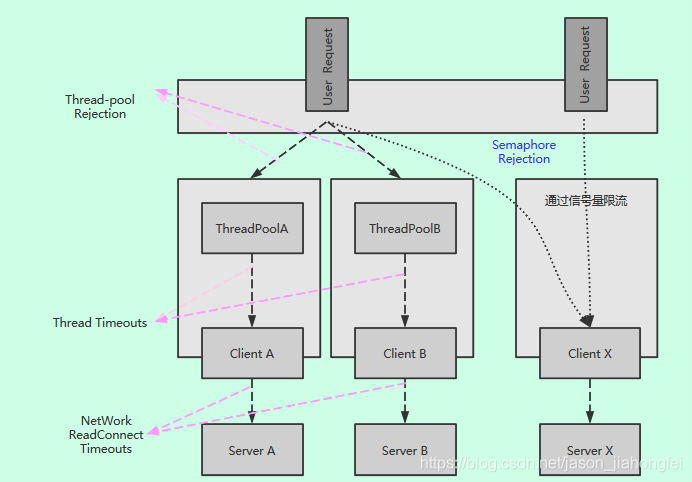 User Request
User Request
Thread-pool
Rejection
Semaphore
Rejection
通过信号量限流
ThreadPoolA
ThreadPoolB
Thread Timeouts
Client A
Client B
Client X
NetWork
ReadConnect
Timeouts
Server A
Server B
Server X
https://blog.csdn.net/jason_jiahongfei